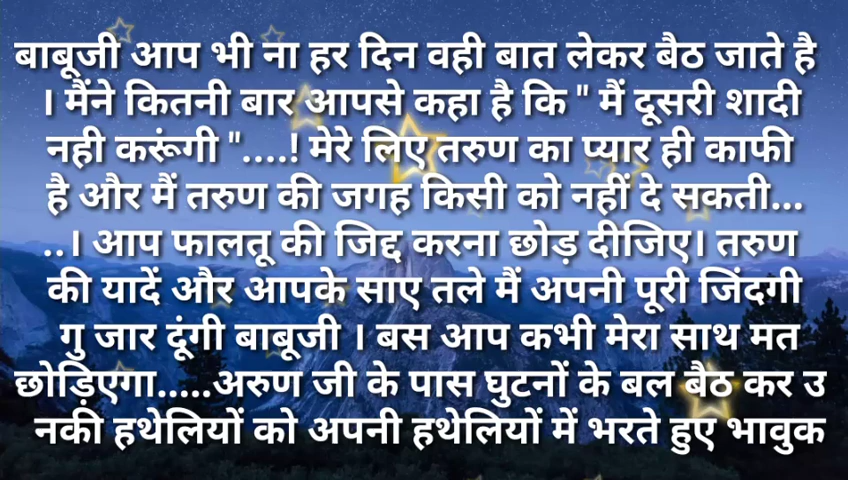 बाबूजी आप भी ना हर दिन वही बात लेकर बैठ जाते है
। मैंने कितनी बार आपसे कहा है कि " मैं दूसरी शादी
नही करूंगी "....! मेरे लिए तरुण का प्यार ही काफी
है और मैं तरुण की जगह किसी को नहीं दे सकती...
..। आप फालतू की जिद्द करना छोड़ दीजिए। तरुण
की यादें और आपके साए तले मैं अपनी पूरी जिंदगी
गु जार दूंगी बाबूजी । बस आप कभी मेरा साथ मत
छोड़िएगा.....अरुण जी के पास घुटनों के बल बैठ कर उ
नकी हथेलियों को अपनी हथेलियों में भरते हुए भावुक